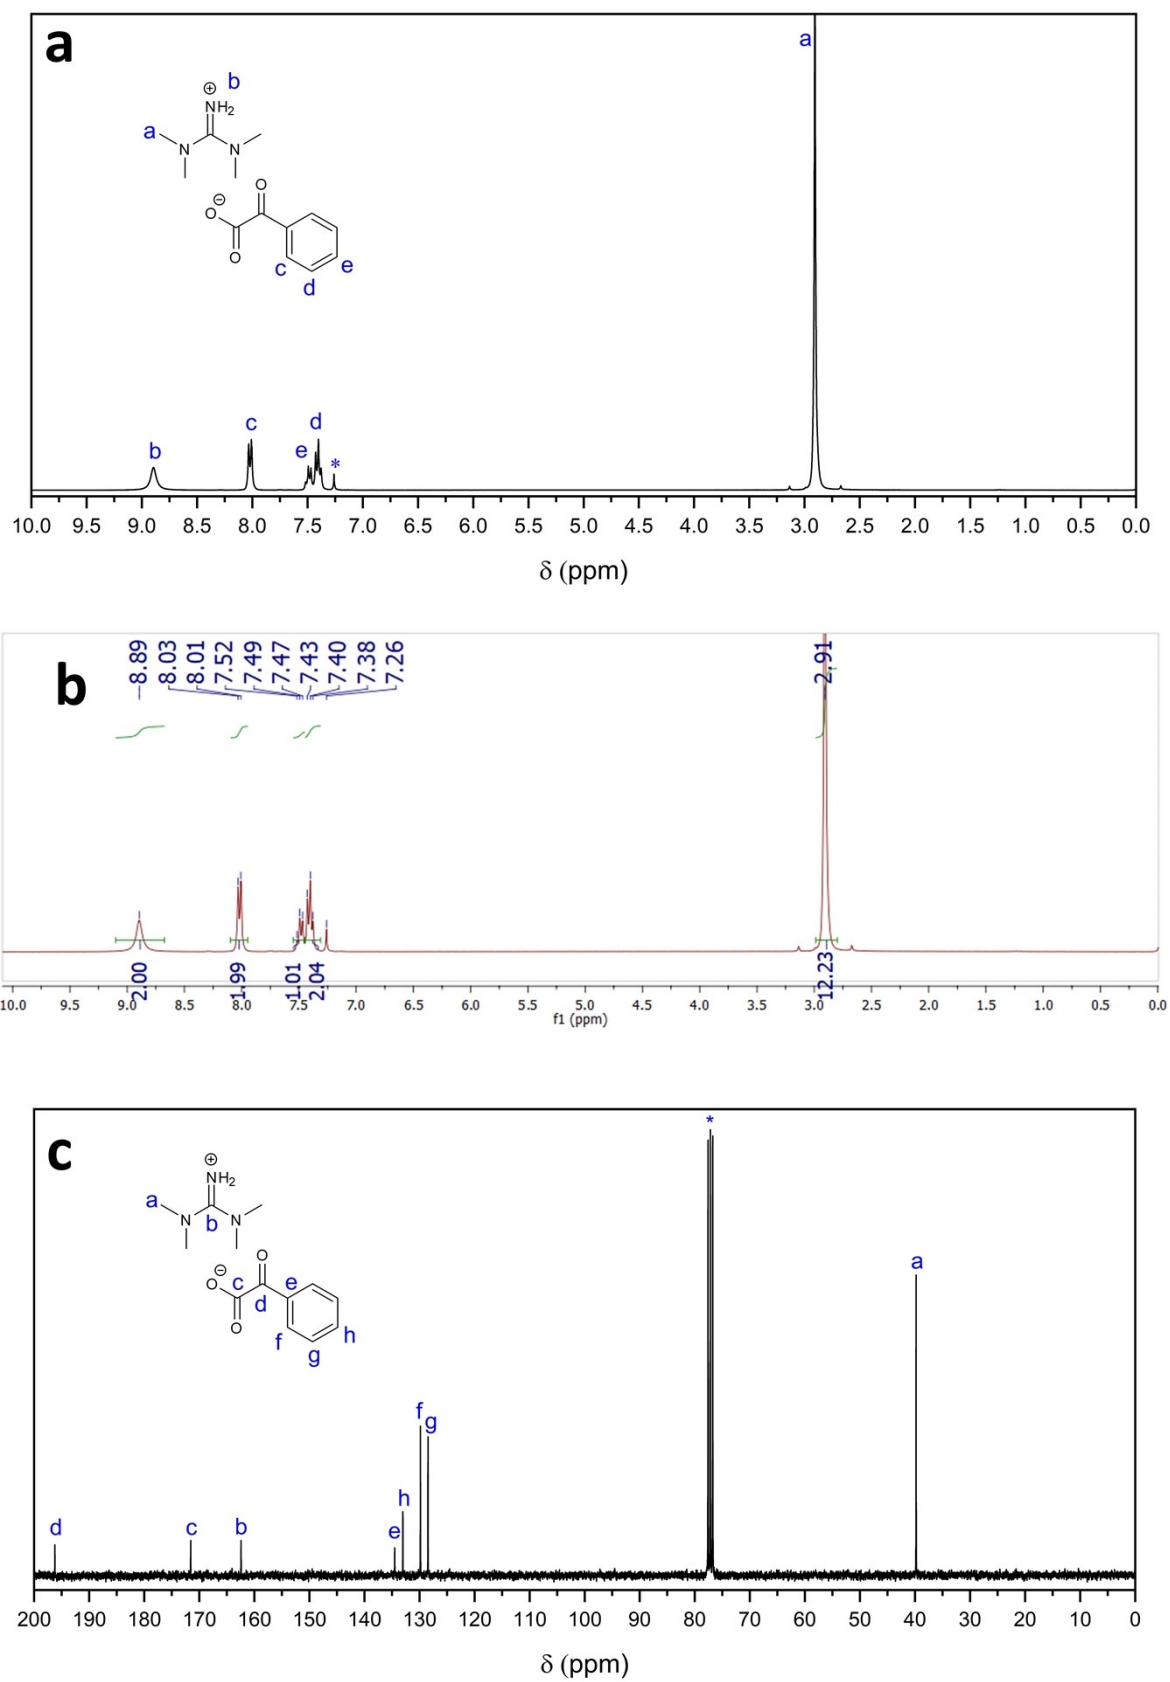 a
a
b
⊕
NH2
a
N
N
O
⊖
O
O
c
e
d
b
c
e
d
*
10.0 9.5 9.0 8.5 8.0 7.5 7.0 6.5 6.0 5.5 5.0 4.5 4.0 3.5 3.0 2.5 2.0 1.5 1.0 0.5 0.0
δ (ppm)
b
8.89
8.03
8.01
7.52
7.49
7.47
7.43
7.40
7.38
7.26
2.91
2.00
1.99
1.01
2.04
12.23
10.0 9.5 9.0 8.5 8.0 7.5 7.0 6.5 6.0 5.5 5.0 4.5 4.0 3.5 3.0 2.5 2.0 1.5 1.0 0.5 0.0
f1 (ppm)
c
*
⊕
NH2
a
N
b
N
O
⊖
O
c
e
d
O
f
h
g
a
f
g
h
e
d
c
b
200 190 180 170 160 150 140 130 120 110 100 90 80 70 60 50 40 30 20 10 0
δ (ppm)